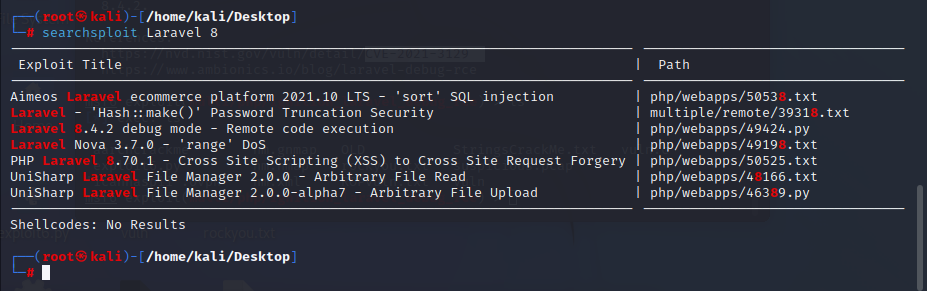 (root㉿kali)-[/home/kali/Desktop]
# searchsploit Laravel 8
Exploit Title | Path
Aimeos Laravel ecommerce platform 2021.10 LTS - 'sort' SQL injection | php/webapps/50538.txt
Laravel - 'Hash::make()' Password Truncation Security | multiple/remote/39318.txt
Laravel 8.4.2 debug mode - Remote code execution | php/webapps/49424.py
Laravel Nova 3.7.0 - 'range' DoS | php/webapps/49198.txt
PHP Laravel 8.70.1 - Cross Site Scripting (XSS) to Cross Site Request Forgery | php/webapps/50525.txt
UniSharp Laravel File Manager 2.0.0 - Arbitrary File Read | php/webapps/48166.txt
UniSharp Laravel File Manager 2.0.0-alpha7 - Arbitrary File Upload | php/webapps/46389.py
Shellcodes: No Results
(root㉿kali)-[/home/kali/Desktop]
#